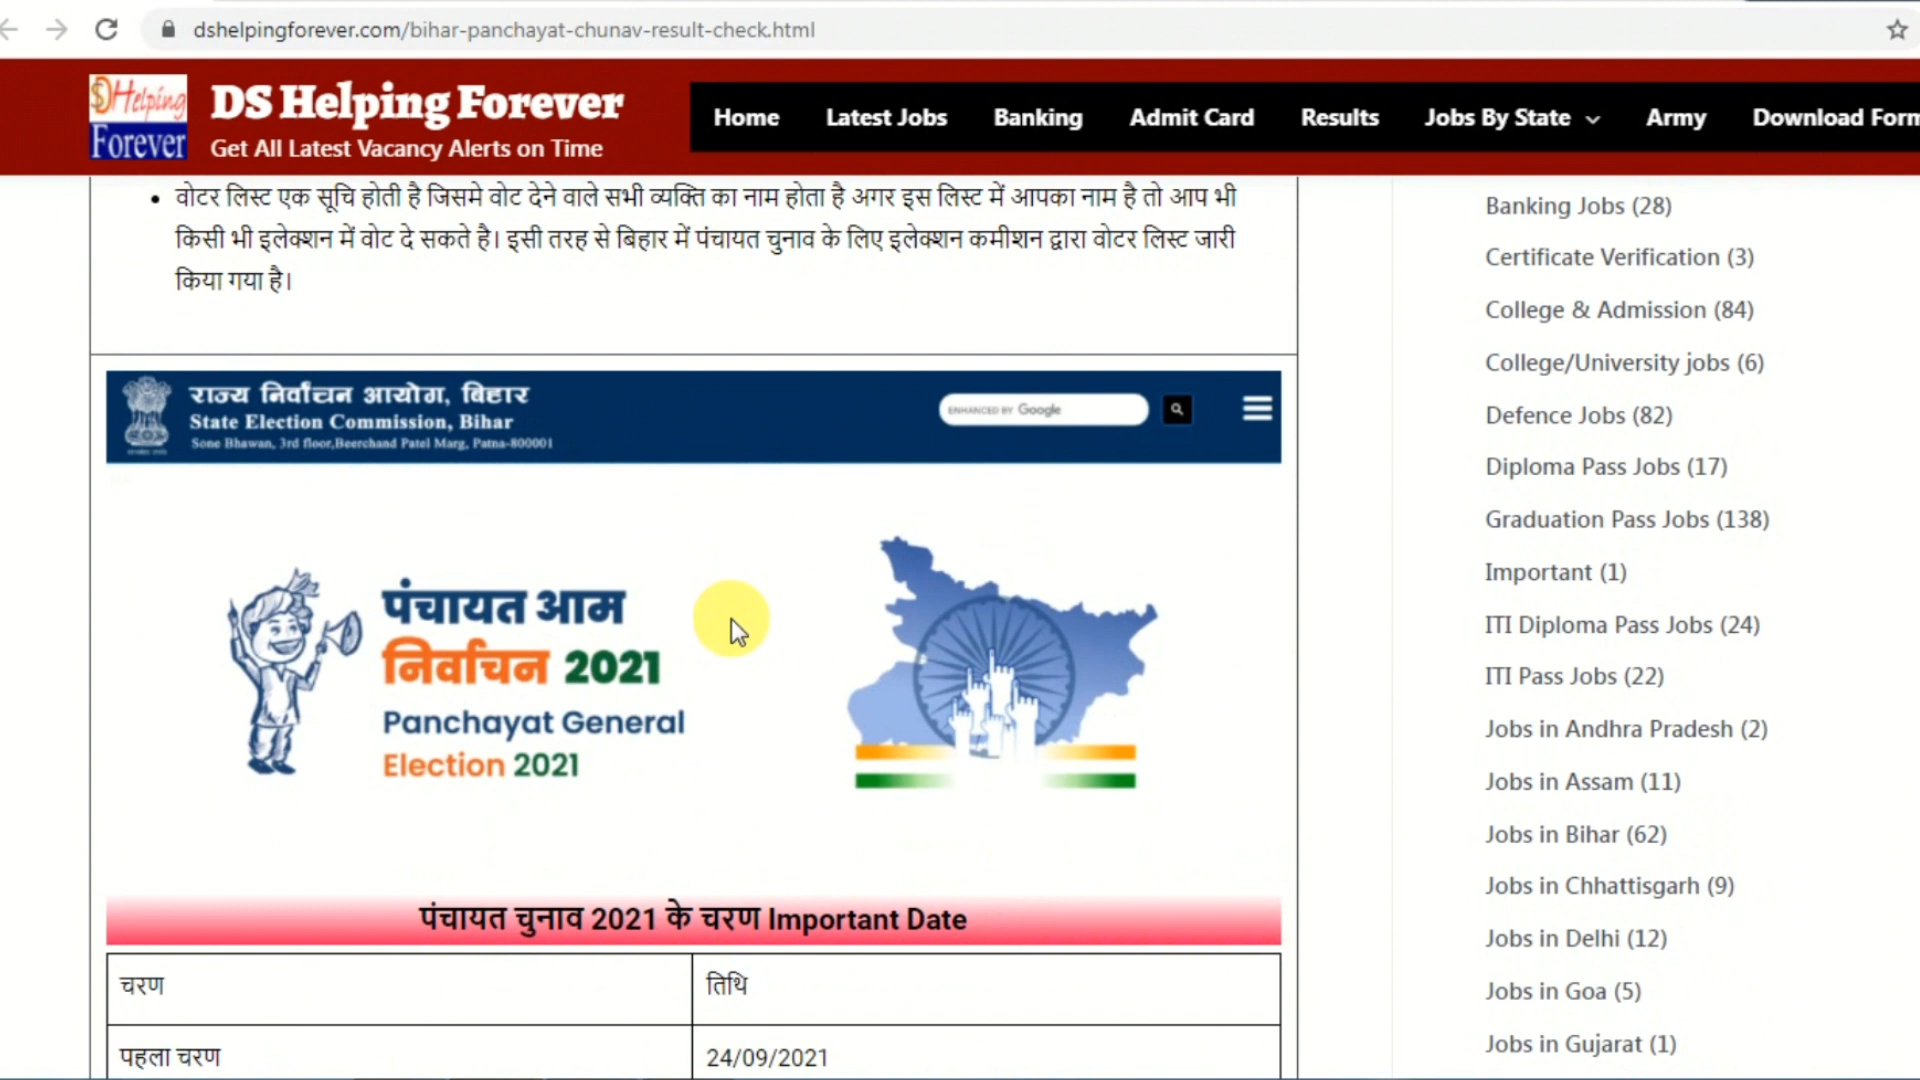 dshelpingforever.com/bihar-panchayat-chunav-result-check.html
$DHelping
Forever
DS Helping Forever
Get All Latest Vacancy Alerts on Time
Home Latest Jobs Banking Admit Card Results Jobs By State Army Download Form
वोटर लिस्ट एक सूचि होती है जिसमे वोट देने वाले सभी व्यक्ति का नाम होता है अगर इस लिस्ट में आपका नाम है तो आप भी
किसी भी इलेक्शन में वोट दे सकते है। इसी तरह से बिहार में पंचायत चुनाव के लिए इलेक्शन कमीशन द्वारा वोटर लिस्ट जारी
किया गया है।
राज्य निर्वाचन आयोग, बिहार
State Election Commission, Bihar
Sone Bhawan, 3rd floor,Beerchand Patel Marg, Patna-800001
ENHANCED BY Google
पंचायत आम
निर्वाचन 2021
Panchayat General
Election 2021
पंचायत चुनाव 2021 के चरण Important Date
चरण तिथि
पहला चरण 24/09/2021
Banking Jobs (28)
Certificate Verification (3)
College & Admission (84)
College/University jobs (6)
Defence Jobs (82)
Diploma Pass Jobs (17)
Graduation Pass Jobs (138)
Important (1)
ITI Diploma Pass Jobs (24)
ITI Pass Jobs (22)
Jobs in Andhra Pradesh (2)
Jobs in Assam (11)
Jobs in Bihar (62)
Jobs in Chhattisgarh (9)
Jobs in Delhi (12)
Jobs in Goa (5)
Jobs in Gujarat (1)